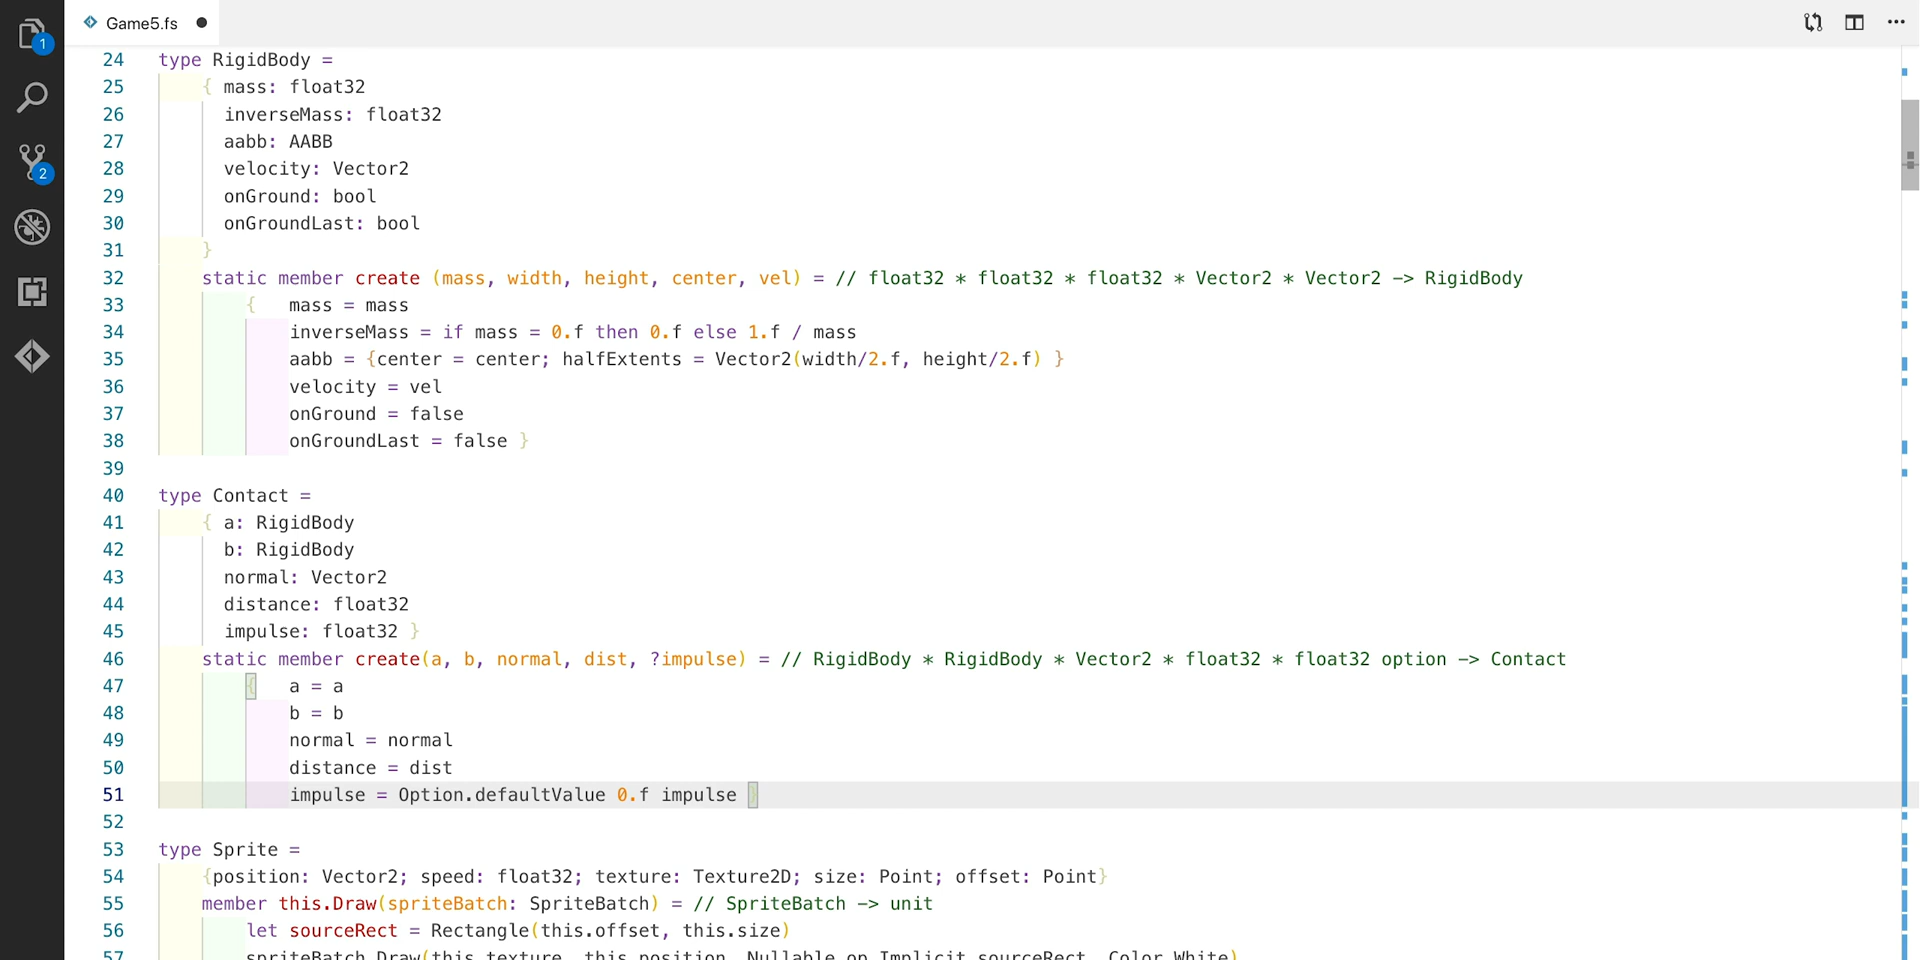 Game5.fs
1
2
24 type RigidBody =
25 { mass: float32
26 inverseMass: float32
27 aabb: AABB
28 velocity: Vector2
29 onGround: bool
30 onGroundLast: bool
31 }
32 static member create (mass, width, height, center, vel) = // float32 * float32 * float32 * Vector2 * Vector2 -> RigidBody
33 { mass = mass
34 inverseMass = if mass = 0.f then 0.f else 1.f / mass
35 aabb = {center = center; halfExtents = Vector2(width/2.f, height/2.f) }
36 velocity = vel
37 onGround = false
38 onGroundLast = false }
39
40 type Contact =
41 { a: RigidBody
42 b: RigidBody
43 normal: Vector2
44 distance: float32
45 impulse: float32 }
46 static member create(a, b, normal, dist, ?impulse) = // RigidBody * RigidBody * Vector2 * float32 * float32 option -> Contact
47 { a = a
48 b = b
49 normal = normal
50 distance = dist
51 impulse = Option.defaultValue 0.f impulse }
52
53 type Sprite =
54 {position: Vector2; speed: float32; texture: Texture2D; size: Point; offset: Point}
55 member this.Draw(spriteBatch: SpriteBatch) = // SpriteBatch -> unit
56 let sourceRect = Rectangle(this.offset, this.size)
57 spriteBatch.Draw(this.texture, this.position, Nullable.op_Implicit sourceRect, Color.White)